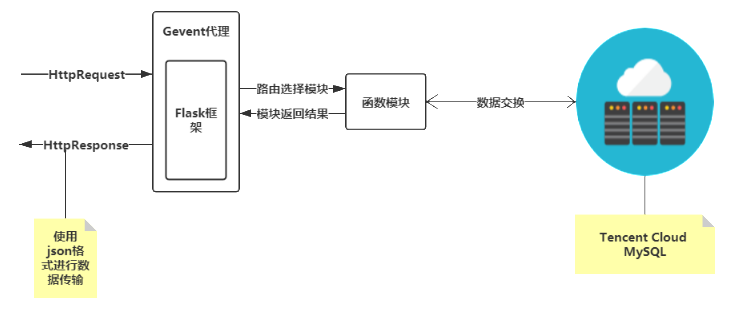 Gevent代理
HttpRequest
Flask框
架
路由选择模块
模块返回结果
函数模块
数据交换
HttpResponse
使用
json格
式进行数
据传输
Tencent Cloud
MySQL